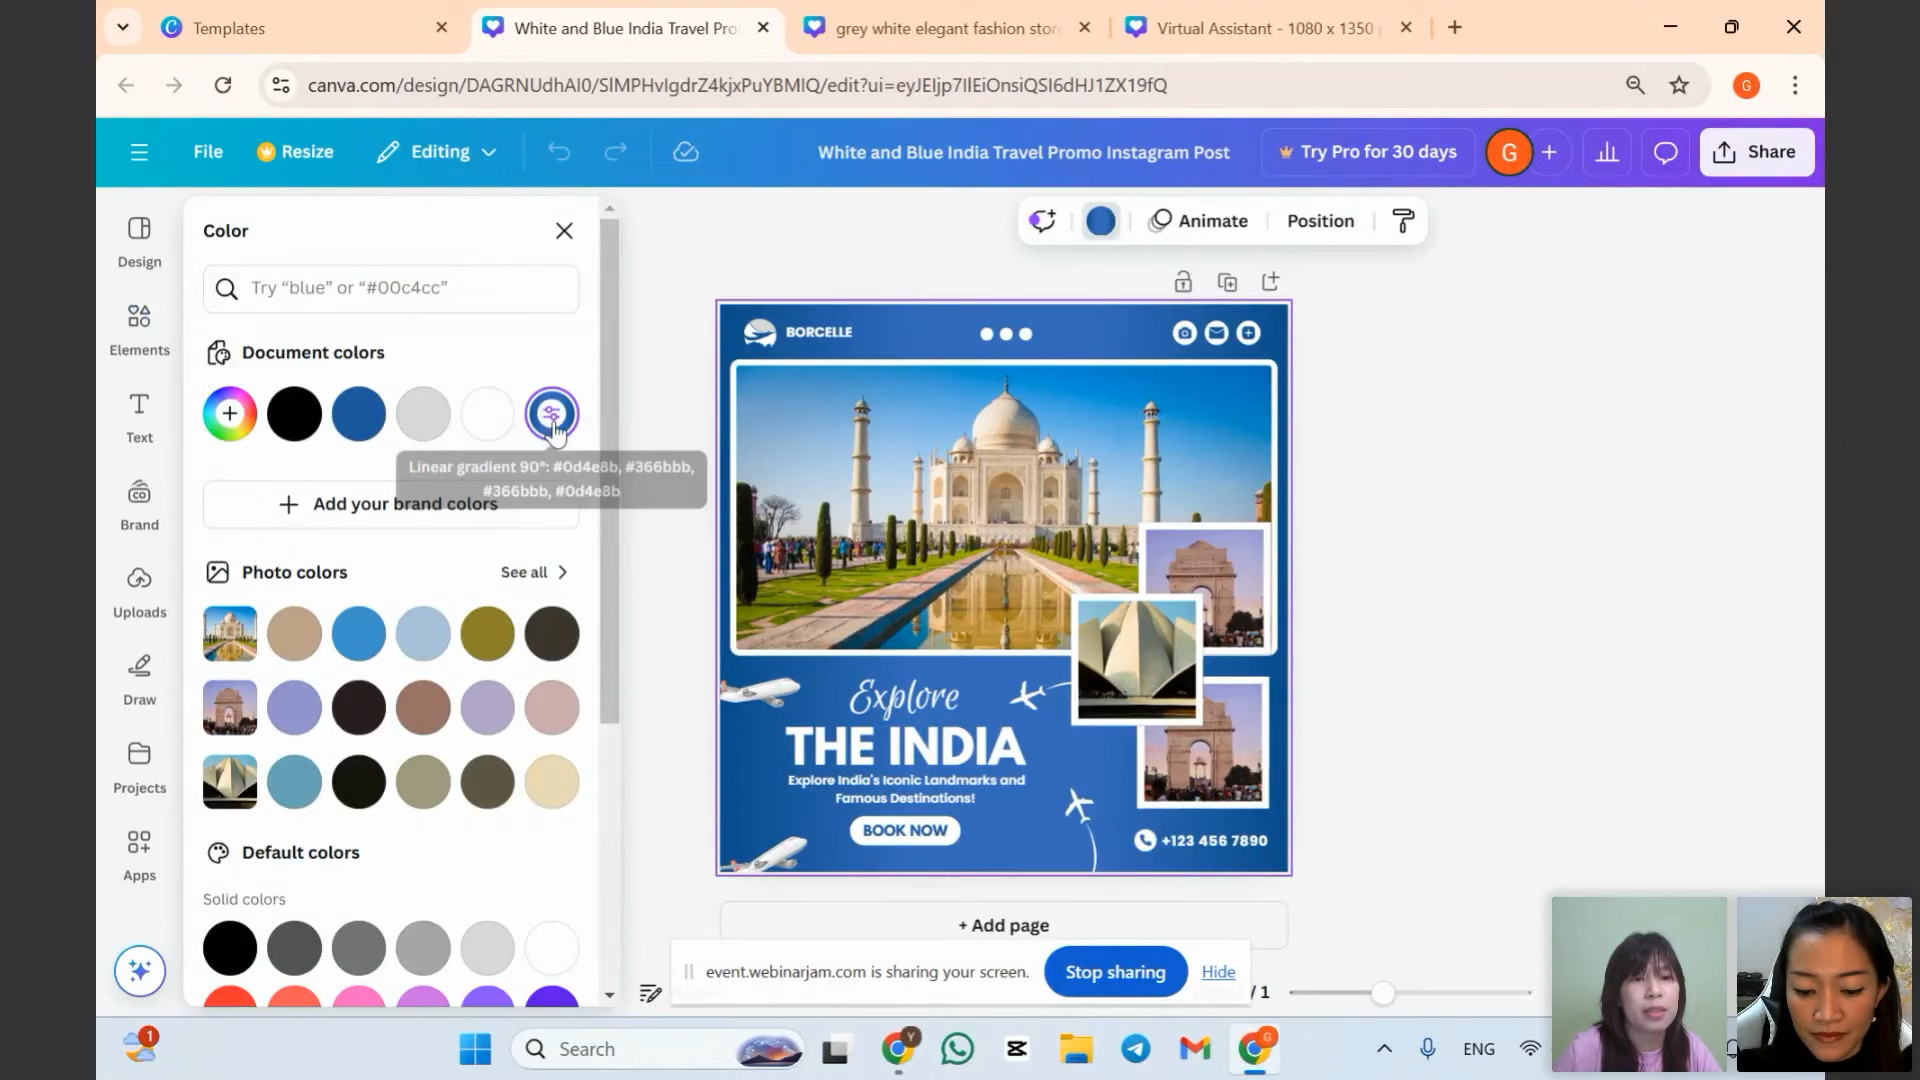 Templates
White and Blue India Travel Pro
grey white elegant fashion store
Virtual Assistant - 1080 x 1350
canva.com/design/DAGRNUdhAI0/SlMPHvIgdrZ4kjxPuYBMIQ/edit?ui=eyJEIjp7IlEiOnsiQSI6dHJ1ZX19fQ
G
File
Resize
Editing
White and Blue India Travel Promo Instagram Post
Try Pro for 30 days
G
Share
Design
Elements
Text
Brand
Uploads
Draw
Projects
Apps
Color
Try “blue” or “#00c4cc”
Document colors
Linear gradient 90°: #0d4e8b, #366bbb,
#366bbb, #0d4e8b
Add your brand colors
Photo colors
See all
Default colors
Solid colors
Animate
Position
BORCELLE
Explore
THE INDIA
Explore India's Iconic Landmarks and
Famous Destinations!
BOOK NOW
+123 456 7890
+ Add page
event.webinarjam.com is sharing your screen.
Stop sharing
Hide
/ 1
1
Search
Y
G
ENG